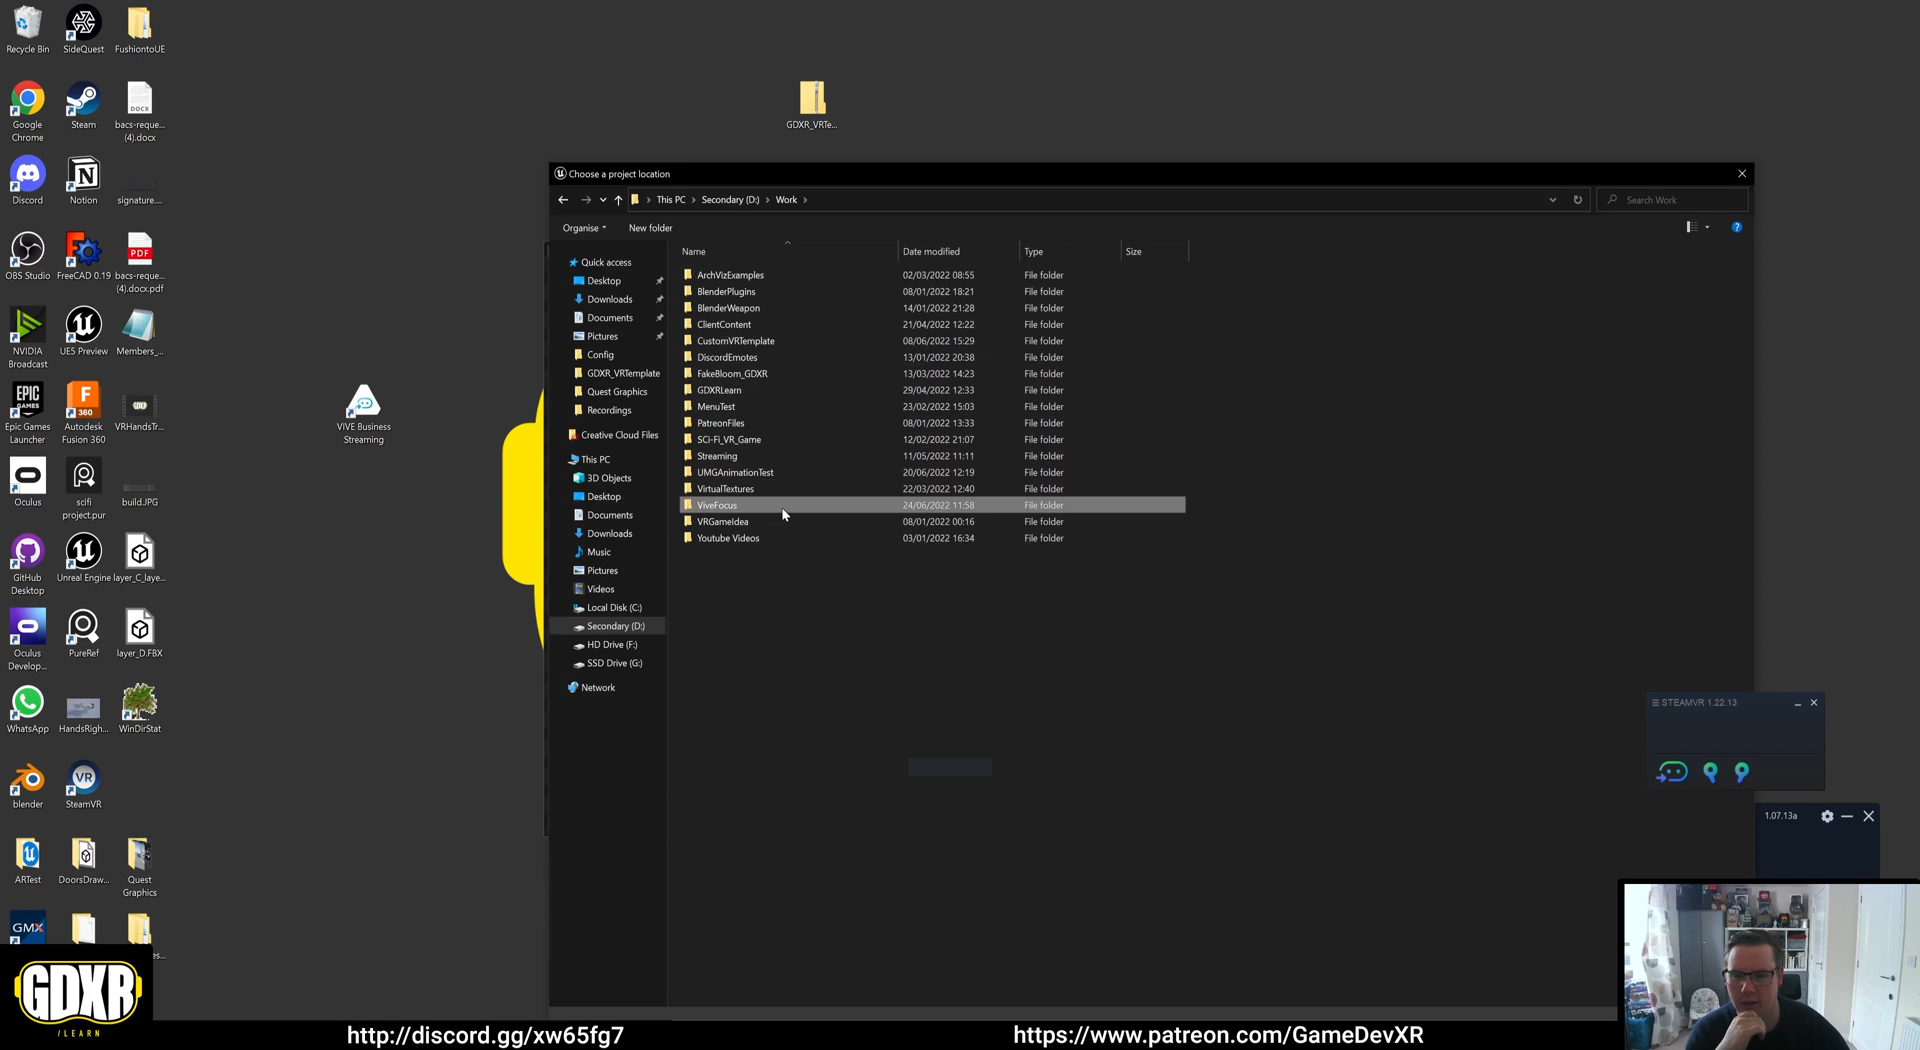 Recycle Bin
SideQuest
FushiontoUE
Google
Chrome
Steam
bacs-reque...
(4).docx
DOCX
Discord
Notion
signature....
OBS Studio
FreeCAD 0.19
PDF
bacs-reque...
(4).docx.pdf
NVIDIA
Broadcast
UE5 Preview
Members_...
EPIC
GAMES
Epic Games
Launcher
F
360
Autodesk
Fusion 360
VRHandsTr...
Oculus
scifi
project.pur
build.JPG
GitHub
Desktop
Unreal Engine
layer_C_laye...
Oculus
Develop...
PureRef
layer_D.FBX
WhatsApp
HandsRigh...
WinDirStat
blender
VR
SteamVR
ARTest
DoorsDraw...
Quest
Graphics
GMX
GDXR
/LEARN
VIVE Business
Streaming
GDXR_VRTe...
Choose a project location
This PC > Secondary (D:) > Work >
Search Work
Organise
New folder
Quick access
Desktop
Downloads
Documents
Pictures
Config
GDXR_VRTemplate
Quest Graphics
Recordings
Creative Cloud Files
This PC
3D Objects
Desktop
Documents
Downloads
Music
Pictures
Videos
Local Disk (C:)
Secondary (D:)
HD Drive (F:)
SSD Drive (G:)
Network
Name Date modified Type Size
ArchVizExamples 02/03/2022 08:55 File folder
BlenderPlugins 08/01/2022 18:21 File folder
BlenderWeapon 14/01/2022 21:28 File folder
ClientContent 21/04/2022 12:22 File folder
CustomVRTemplate 08/06/2022 15:29 File folder
DiscordEmotes 13/01/2022 20:38 File folder
FakeBloom_GDXR 13/03/2022 14:23 File folder
GDXRLearn 29/04/2022 12:33 File folder
MenuTest 23/02/2022 15:03 File folder
PatreonFiles 08/01/2022 13:33 File folder
SCi-Fi_VR_Game 12/02/2022 21:07 File folder
Streaming 11/05/2022 11:11 File folder
UMGAnimationTest 20/06/2022 12:19 File folder
VirtualTextures 22/03/2022 12:40 File folder
ViveFocus 24/06/2022 11:58 File folder
VRGameIdea 08/01/2022 00:16 File folder
Youtube Videos 03/01/2022 16:34 File folder
STEAMVR 1.22.13
1.07.13a
http://discord.gg/xw65fg7
https://www.patreon.com/GameDevXR